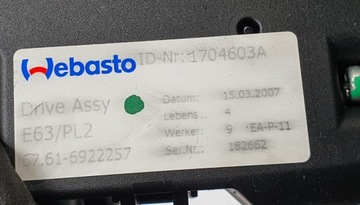 Webasto ID-Nr: 1704603A
Drive Assy Datum: 15.03.2007
E63/PL2 Lebens.. 4
Werker: 9 EA-P-11
67.61-6922257 Ser.Nr.. 182662